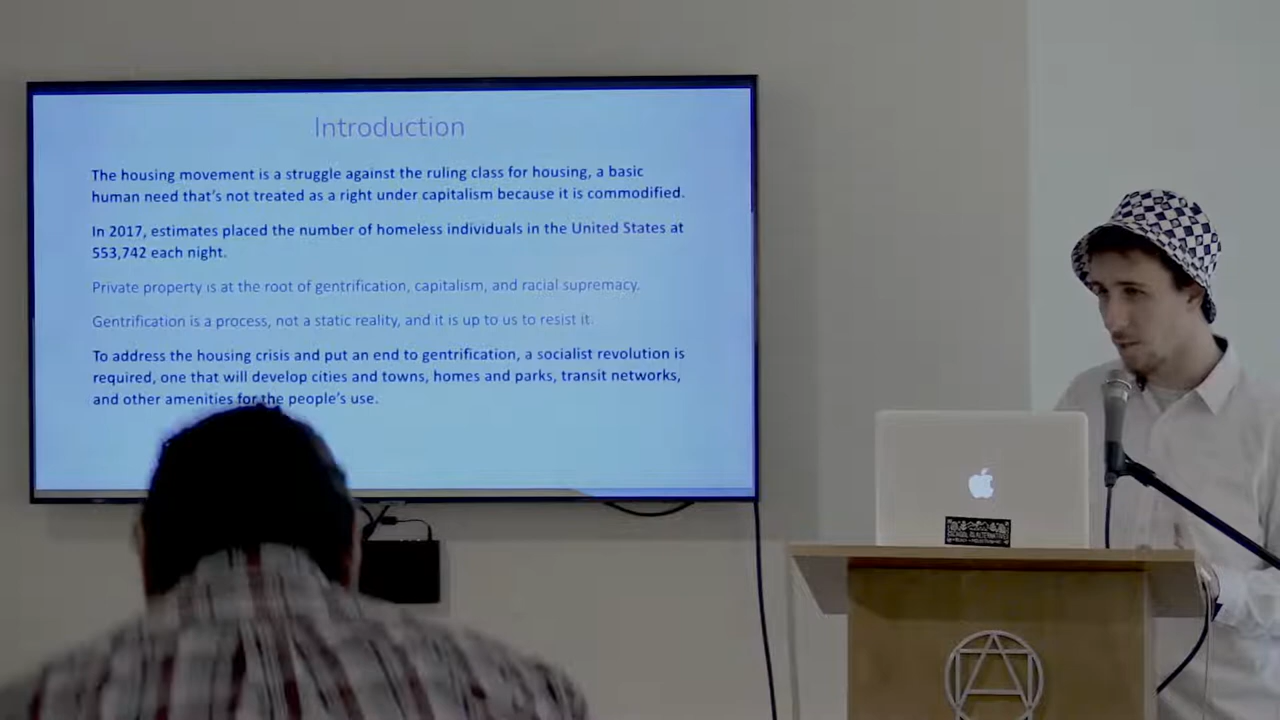 Introduction
The housing movement is a struggle against the ruling class for housing, a basic
human need that's not treated as a right under capitalism because it is commodified.
In 2017, estimates placed the number of homeless individuals in the United States at
553,742 each night.
Private property is at the root of gentrification, capitalism, and racial supremacy.
Gentrification is a process, not a static reality, and it is up to us to resist it.
To address the housing crisis and put an end to gentrification, a socialist revolution is
required, one that will develop cities and towns, homes and parks, transit networks,
and other amenities for the people's use.